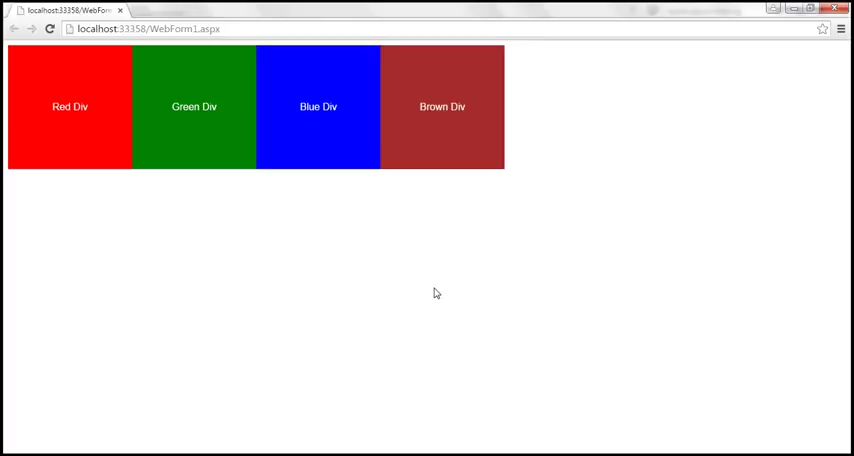 localhost:33358/WebForm
localhost:33358/WebForm1.aspx
Red Div
Green Div
Blue Div
Brown Div